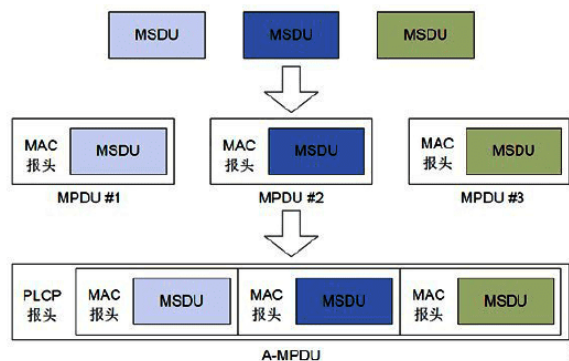 MSDU MSDU MSDU
MAC
报头
MSDU
MAC
报头
MSDU
MAC
报头
MSDU
MPDU #1 MPDU #2 MPDU #3
PLCP
报头
MAC
报头
MSDU
MAC
报头
MSDU
MAC
报头
MSDU
A-MPDU